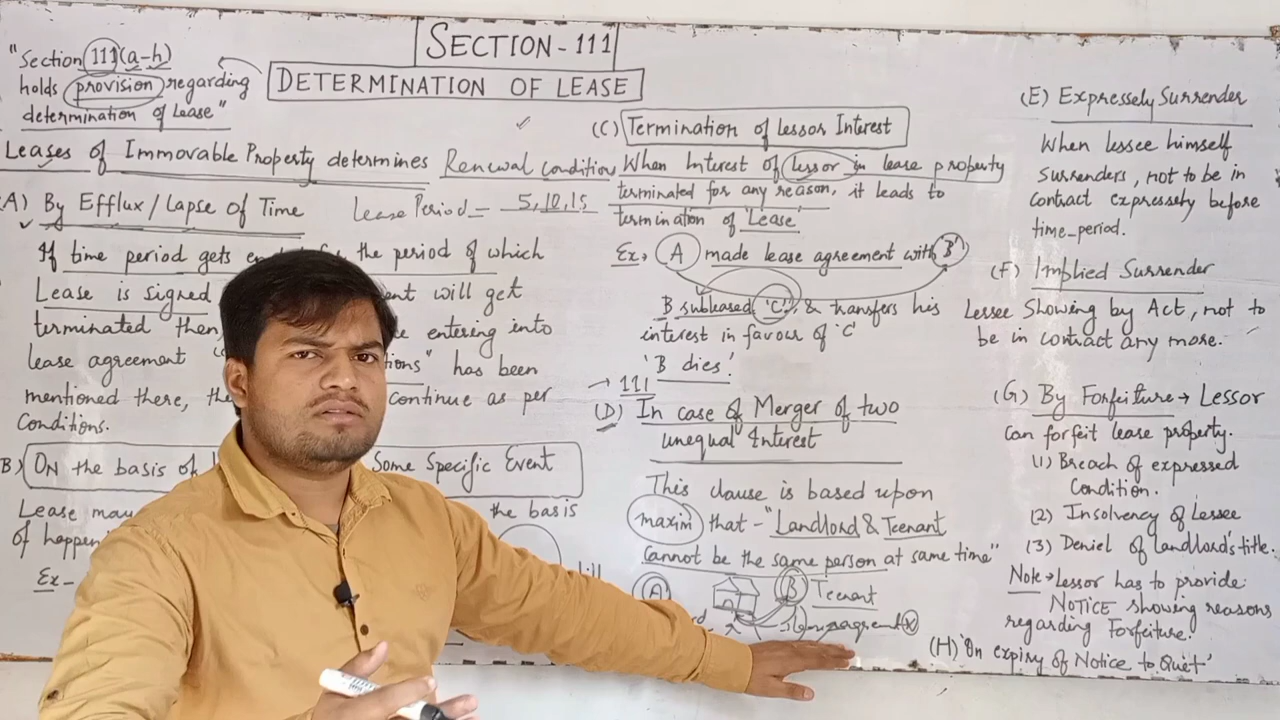 SECTION-111
DETERMINATION OF LEASE
"Section 111(a-h)
holds provision regarding
determination of Lease"
Leases of Immovable Property determines
Renewal condition
(A) By Efflux/Lapse of Time
Lease Period = 5,10,15
If time period gets the period of which
Lease is signed ent will get
terminated then, entering into
lease agreement ions" has been
mentioned there, the continue as per
Conditions.
B) ON the basis of Some Specific Event
Lease may the basis
of happen
Ex-
(C) Termination of lessor Interest
When Interest of lessor in lease property
terminated for any reason, it leads to
termination of 'Lease'
Ex→ A made lease agreement with 'B'
B subleased 'C' & transfers his
interest in favour of 'C'
'B dies'.
→ 111
(D) In case of Merger of two
unequal Interest
This clause is based upon
maxim that - "Landlord & Teenant
cannot be the same person at same time"
A B Teenant
(E) Expressely Surrender
When lessee himself
surrenders, not to be in
contract expressely before
time-period.
(F) Implied Surrender
Lessee Showing by Act, not to
be in contract any more.
(G) By Forfeiture → Lessor
can forfeit lease property.
(1) Breach of expressed
Condition.
(2) Insolvency of Lessee
(3) Deniel of landlord's title.
Note → Lessor has to provide
NOTICE showing reasons
regarding Forfeiture.
(H) 'On expiry of Notice to Quiet'